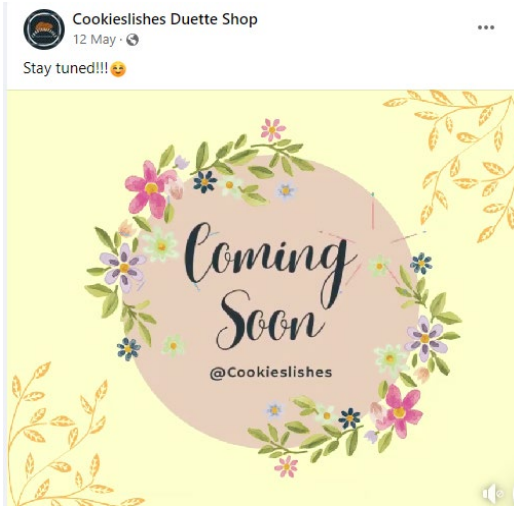 Cookieslishes Duette Shop
12 May
Stay tuned!!!😊
Coming
Soon
@Cookieslishes